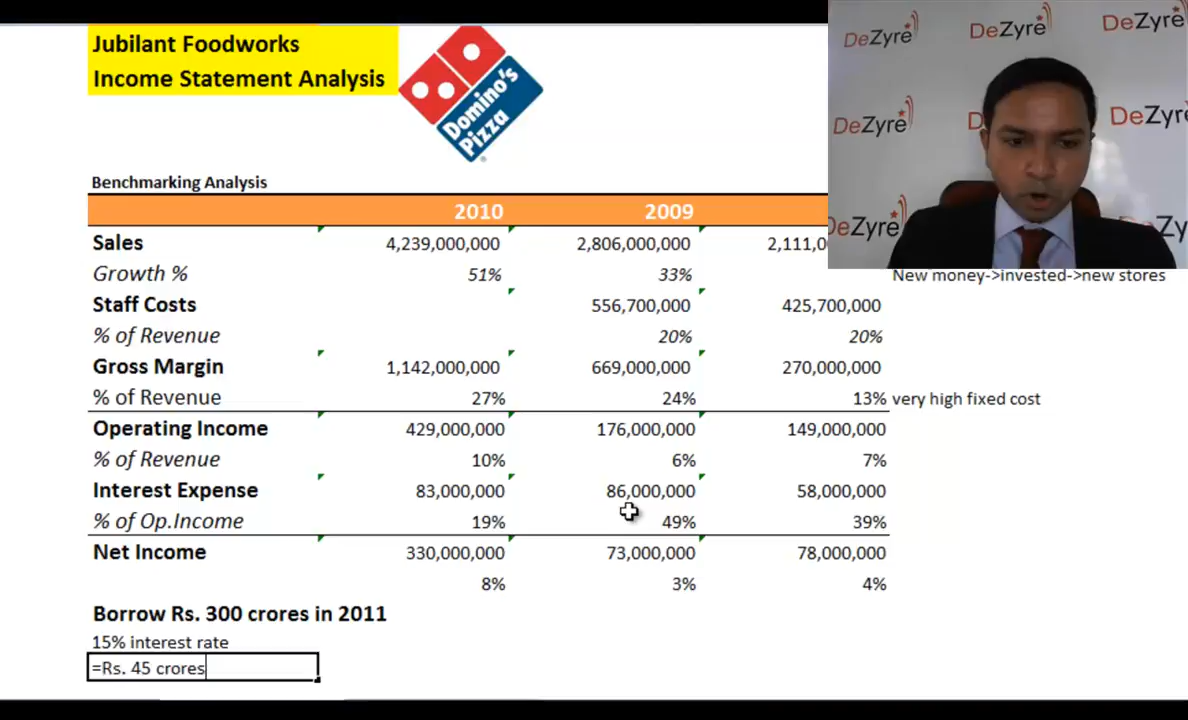 Jubilant Foodworks
Income Statement Analysis
Domino's
Pizza
DeZyre DeZyre DeZyre
DeZyre DeZyr
DeZyre
Benchmarking Analysis
2010 2009
Sales 4,239,000,000 2,806,000,000 2,111,0
Growth % 51% 33% New money->invested->new stores
Staff Costs 556,700,000 425,700,000
% of Revenue 20% 20%
Gross Margin 1,142,000,000 669,000,000 270,000,000
% of Revenue 27% 24% 13% very high fixed cost
Operating Income 429,000,000 176,000,000 149,000,000
% of Revenue 10% 6% 7%
Interest Expense 83,000,000 86,000,000 58,000,000
% of Op.Income 19% 49% 39%
Net Income 330,000,000 73,000,000 78,000,000
8% 3% 4%
Borrow Rs. 300 crores in 2011
15% interest rate
=Rs. 45 crores